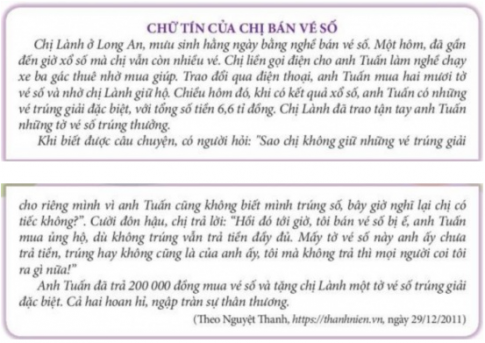 CHỮ TÍN CỦA CHỊ BÁN VÉ SỐ
Chị Lành ở Long An, mưu sinh hằng ngày bằng nghề bán vé số. Một hôm, đã gần
đến giờ xổ số mà chị vẫn còn nhiều vé. Chị liền gọi điện cho anh Tuấn làm nghề chạy
xe ba gác thuê nhờ mua giúp. Trao đổi qua điện thoại, anh Tuấn mua hai mươi tờ
vé số và nhờ chị Lành giữ hộ. Chiều hôm đó, khi có kết quả xổ số, anh Tuấn có những
vé trúng giải đặc biệt, với tổng số tiền 6,6 tỉ đồng. Chị Lành đã trao tận tay anh Tuấn
những tờ vé số trúng thưởng.
Khi biết được câu chuyện, có người hỏi: "Sao chị không giữ những vé trúng giải
cho riêng mình vì anh Tuấn cũng không biết mình trúng số, bây giờ nghĩ lại chị có
tiếc không?". Cười đôn hậu, chị trả lời: "Hồi đó tới giờ, tôi bán vé số bị ế, anh Tuấn
mua ủng hộ, dù không trúng vẫn trả tiền đầy đủ. Mấy tờ vé số này anh ấy chưa
trả tiền, trúng hay không cũng là của anh ấy, tôi mà không trả thì mọi người coi tôi
ra gì nữa!"
Anh Tuấn đã trả 200 000 đồng mua vé số và tặng chị Lành một tờ vé số trúng giải
đặc biệt. Cả hai hoan hỉ, ngập tràn sự thân thương.
(Theo Nguyệt Thanh, https://thanhnien.vn, ngày 29/12/2011)